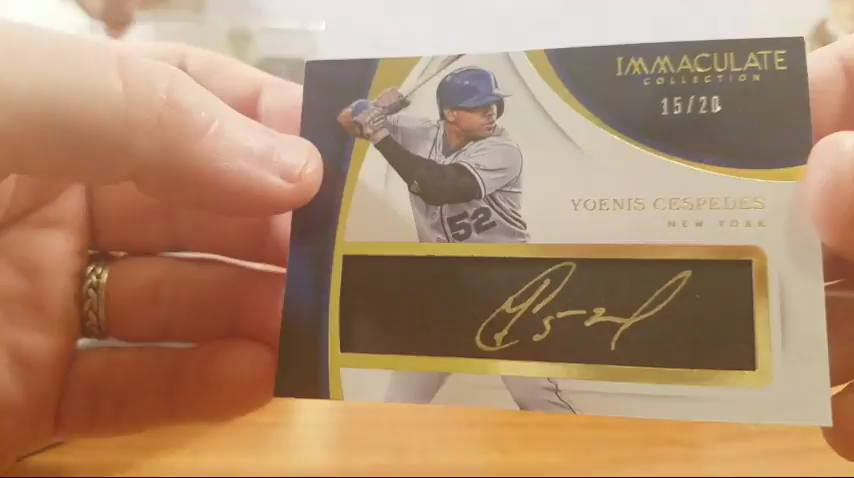 IMMACULATE
COLLECTION
15/20
YOENIS CESPEDES
NEW YORK
52